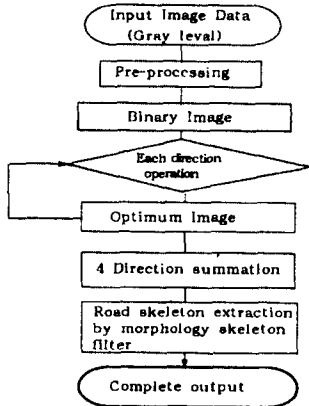 Input Image Data
(Gray leval)
Pre-processing
Binary Image
Each direction
operation
Optimum Image
4 Direction summation
Road skeleton extraction
by morphology skeleton
filter
Complete output